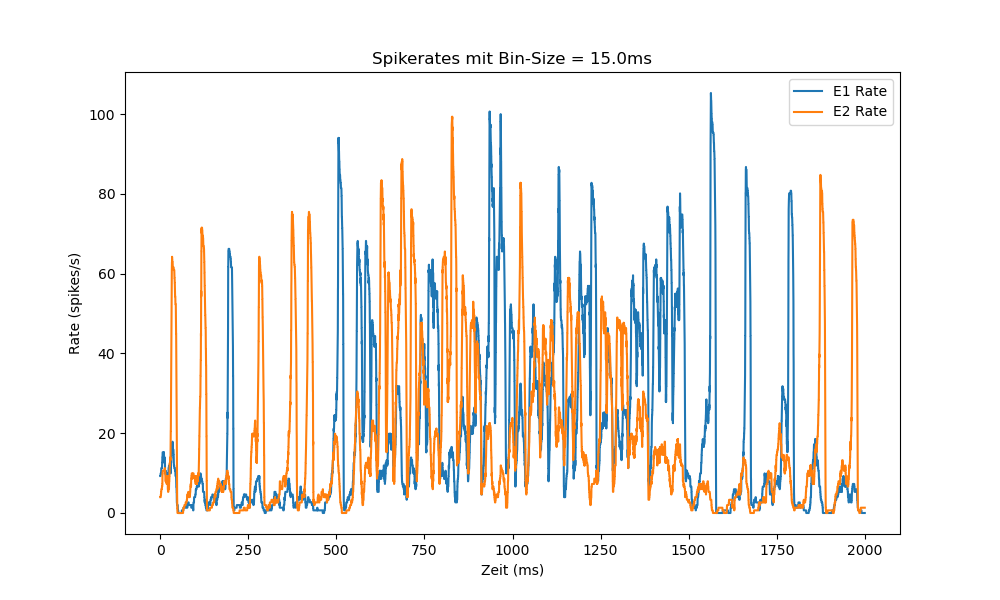 Spikerates mit Bin-Size = 15.0ms
E1 Rate
E2 Rate
100
80
60
40
20
0
Rate (spikes/s)
0 250 500 750 1000 1250 1500 1750 2000
Zeit (ms)